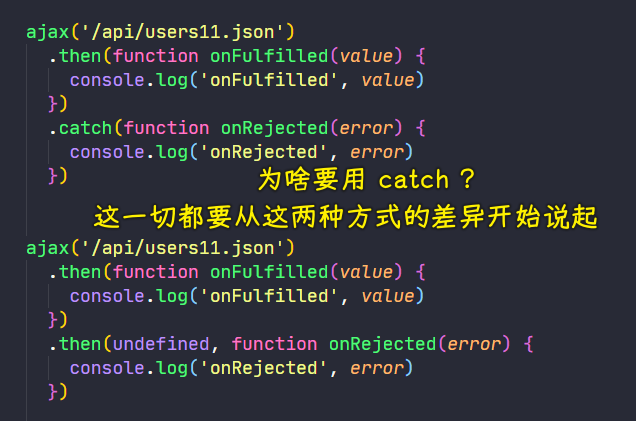 ajax('/api/users11.json')
  .then(function onFulfilled(value) {
    console.log('onFulfilled', value)
  })
  .catch(function onRejected(error) {
    console.log('onRejected', error)
  })
为啥要用 catch ?
这一切都要从这两种方式的差异开始说起
ajax('/api/users11.json')
  .then(function onFulfilled(value) {
    console.log('onFulfilled', value)
  })
  .then(undefined, function onRejected(error) {
    console.log('onRejected', error)
  })